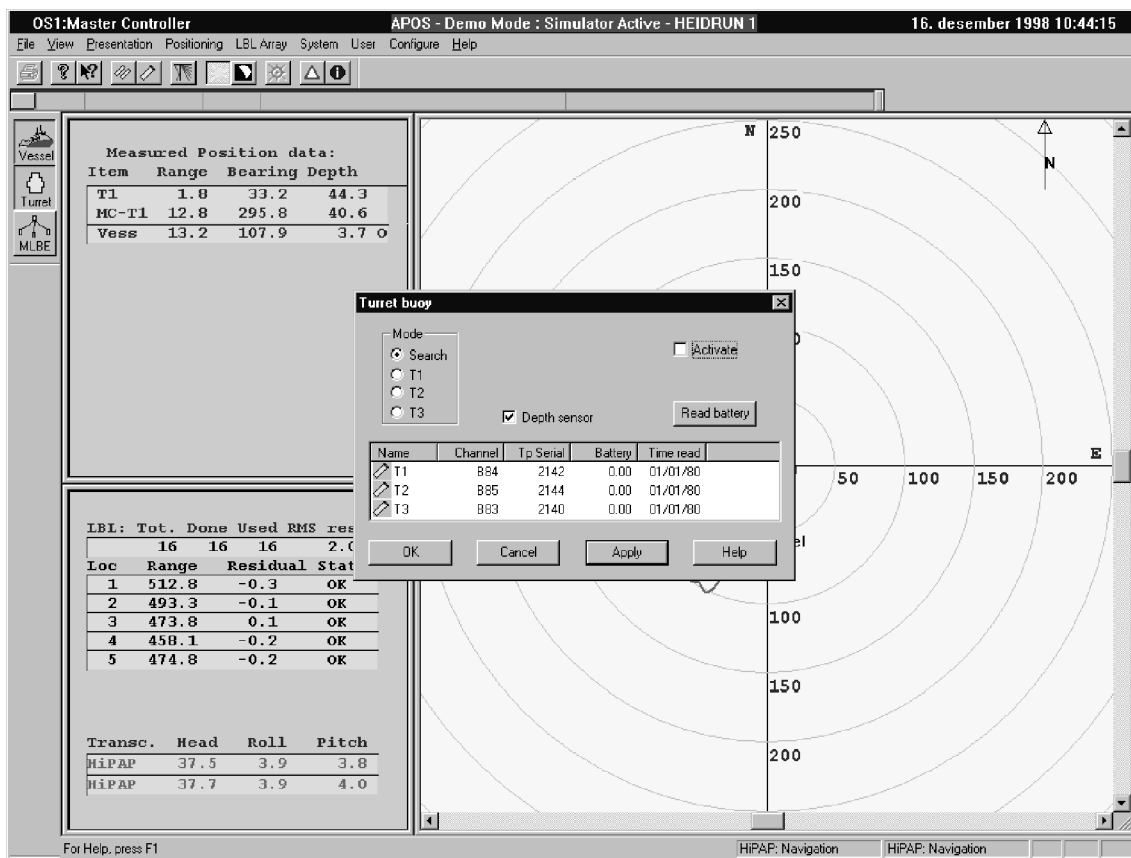 OS1:Master Controller APOS - Demo Mode : Simulator Active - HEIDRUN 1 16. desember 1998 10:44:15
File View Presentation Positioning LBL Array System User Configure Help
Vessel
Turret
MLBE
Measured Position data:
Item Range Bearing Depth
T1 1.8 33.2 44.3
MC-T1 12.8 295.8 40.6
Vess 13.2 107.9 3.7 O
LBL: Tot. Done Used RMS res
16 16 16 2.0
Loc Range Residual Stat
1 512.8 -0.3 OK
2 493.3 -0.1 OK
3 473.8 0.1 OK
4 458.1 -0.2 OK
5 474.8 -0.2 OK
Transc. Head Roll Pitch
HiPAP 37.5 3.9 3.8
HiPAP 37.7 3.9 4.0
N 250
N
200
150
E
50 100 150 200
el
100
150
200
Turret buoy
Mode
Search
T1
T2
T3
Activate
Depth sensor
Read battery
Name Channel Tp Serial Battery Time read
T1 B84 2142 0.00 01/01/80
T2 B85 2144 0.00 01/01/80
T3 B83 2140 0.00 01/01/80
OK Cancel Apply Help
For Help, press F1 HiPAP: Navigation HiPAP: Navigation